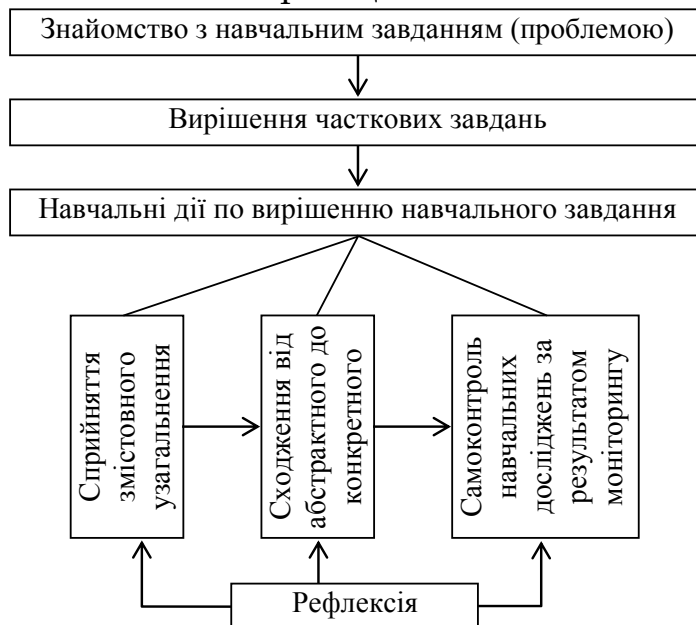 Знайомство з навчальним завданням (проблемою)
Вирішення часткових завдань
Навчальні дії по вирішенню навчального завдання
Сприйняття
змістовного
узагальнення
Сходження від
абстрактного до
конкретного
Самоконтроль
навчальних
досліджень за
результатом
моніторингу
Рефлексія